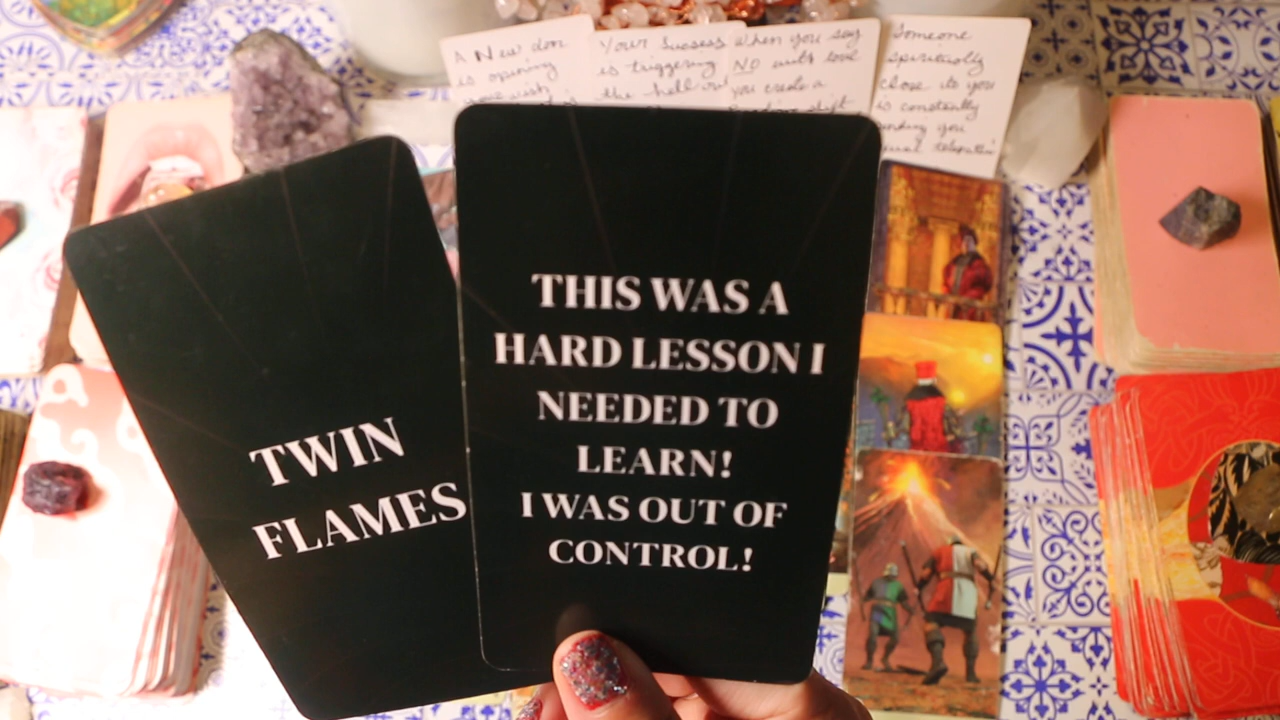 A New door
is opening
Your Success
is triggering
the hell out
When you say
NO with love
you create a
Someone
spiritually
close to you
is constantly
sending you
TWIN
FLAMES
THIS WAS A
HARD LESSON I
NEEDED TO
LEARN!
I WAS OUT OF
CONTROL!